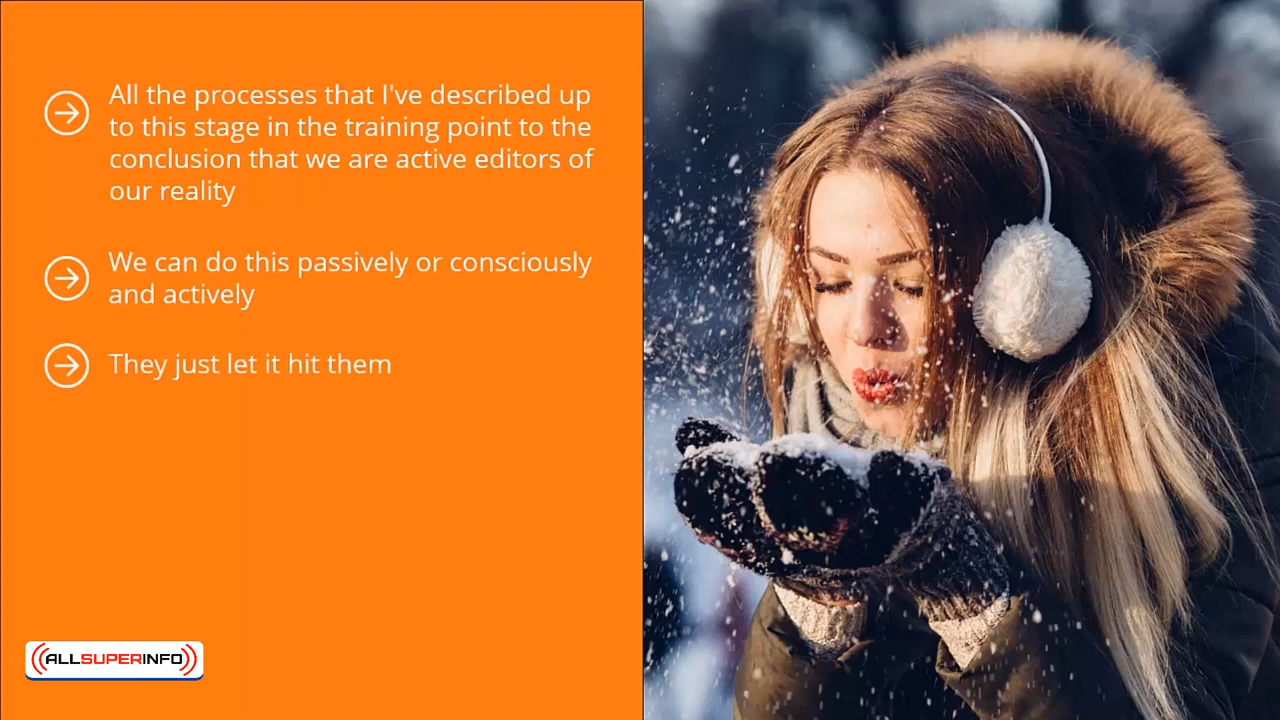 All the processes that I've described up
to this stage in the training point to the
conclusion that we are active editors of
our reality
We can do this passively or consciously
and actively
They just let it hit them
ALLSUPERINFO